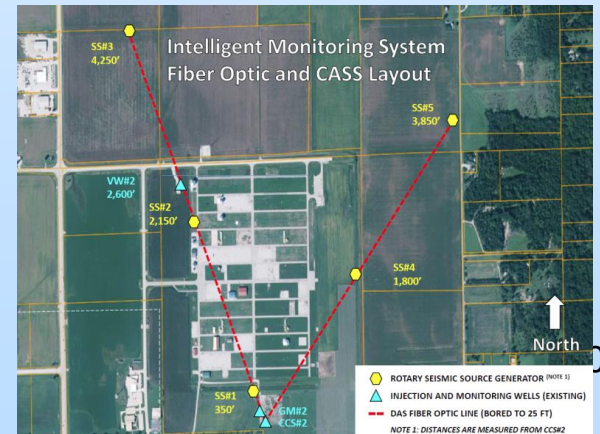 Intelligent Monitoring System
Fiber Optic and CASS Layout
SS#3
4,250'
SS#5
3,850'
VW#2
2,600'
SS#2
2,150'
SS#4
1,800'
SS#1
350'
GM#2
CCS#2
North
ROTARY SEISMIC SOURCE GENERATOR (NOTE 1)
INJECTION AND MONITORING WELLS (EXISTING)
DAS FIBER OPTIC LINE (BORED TO 25 FT)
NOTE 1: DISTANCES ARE MEASURED FROM CCS#2